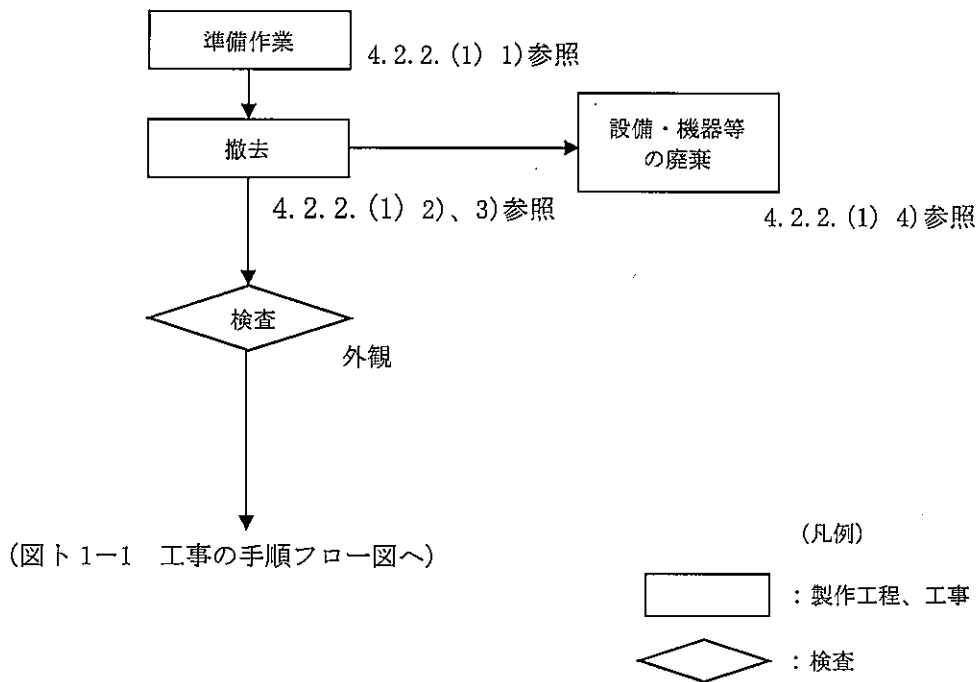 準備作業
4.2.2.(1) 1)参照
撤去
設備・機器等
の廃棄
4.2.2.(1) 2)、3)参照
4.2.2.(1) 4)参照
検査
外観
(図ト1-1 工事の手順フロー図へ)
(凡例)
:製作工程、工事
:検査